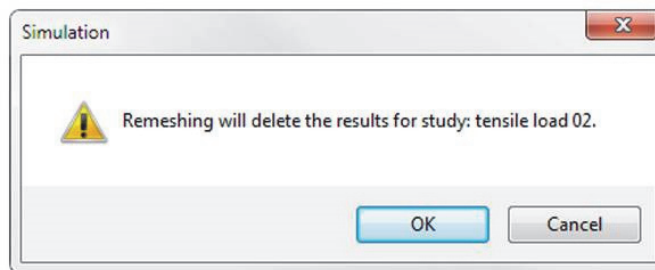 Simulation
Remeshing will delete the results for study: tensile load 02.
OK
Cancel